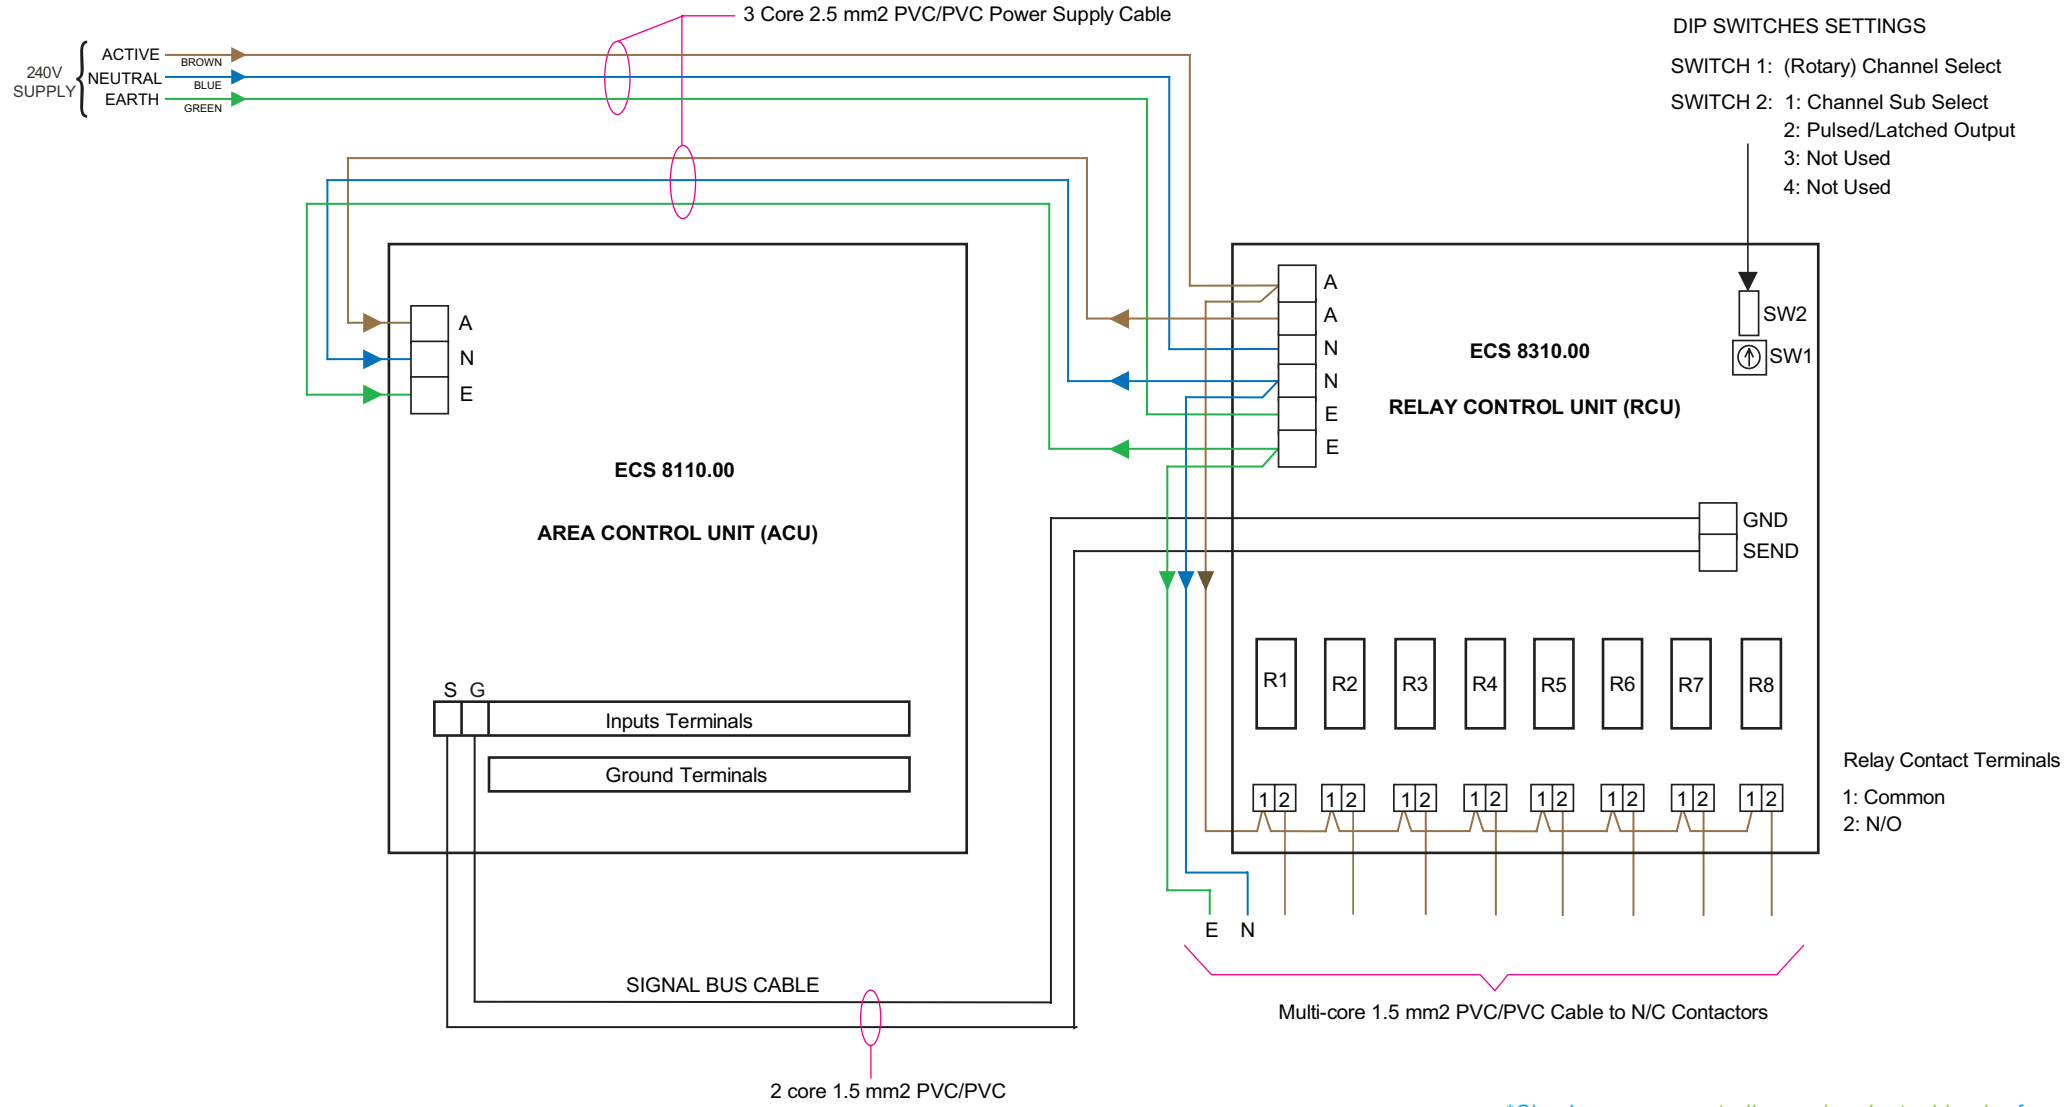 3 Core 2.5 mm2 PVC/PVC Power Supply Cable
240V
SUPPLY
ACTIVE
NEUTRAL
EARTH
BROWN
BLUE
GREEN
DIP SWITCHES SETTINGS
SWITCH 1: (Rotary) Channel Select
SWITCH 2: 1: Channel Sub Select
2: Pulsed/Latched Output
3: Not Used
4: Not Used
A
N
E
ECS 8110.00
AREA CONTROL UNIT (ACU)
S G
Inputs Terminals
Ground Terminals
A
A
N
N
E
E
ECS 8310.00
RELAY CONTROL UNIT (RCU)
SW2
SW1
GND
SEND
R1 R2 R3 R4 R5 R6 R7 R8
1 2 1 2 1 2 1 2 1 2 1 2 1 2 1 2
Relay Contact Terminals
1: Common
2: N/O
E N
Multi-core 1.5 mm2 PVC/PVC Cable to N/C Contactors
SIGNAL BUS CABLE
2 core 1.5 mm2 PVC/PVC